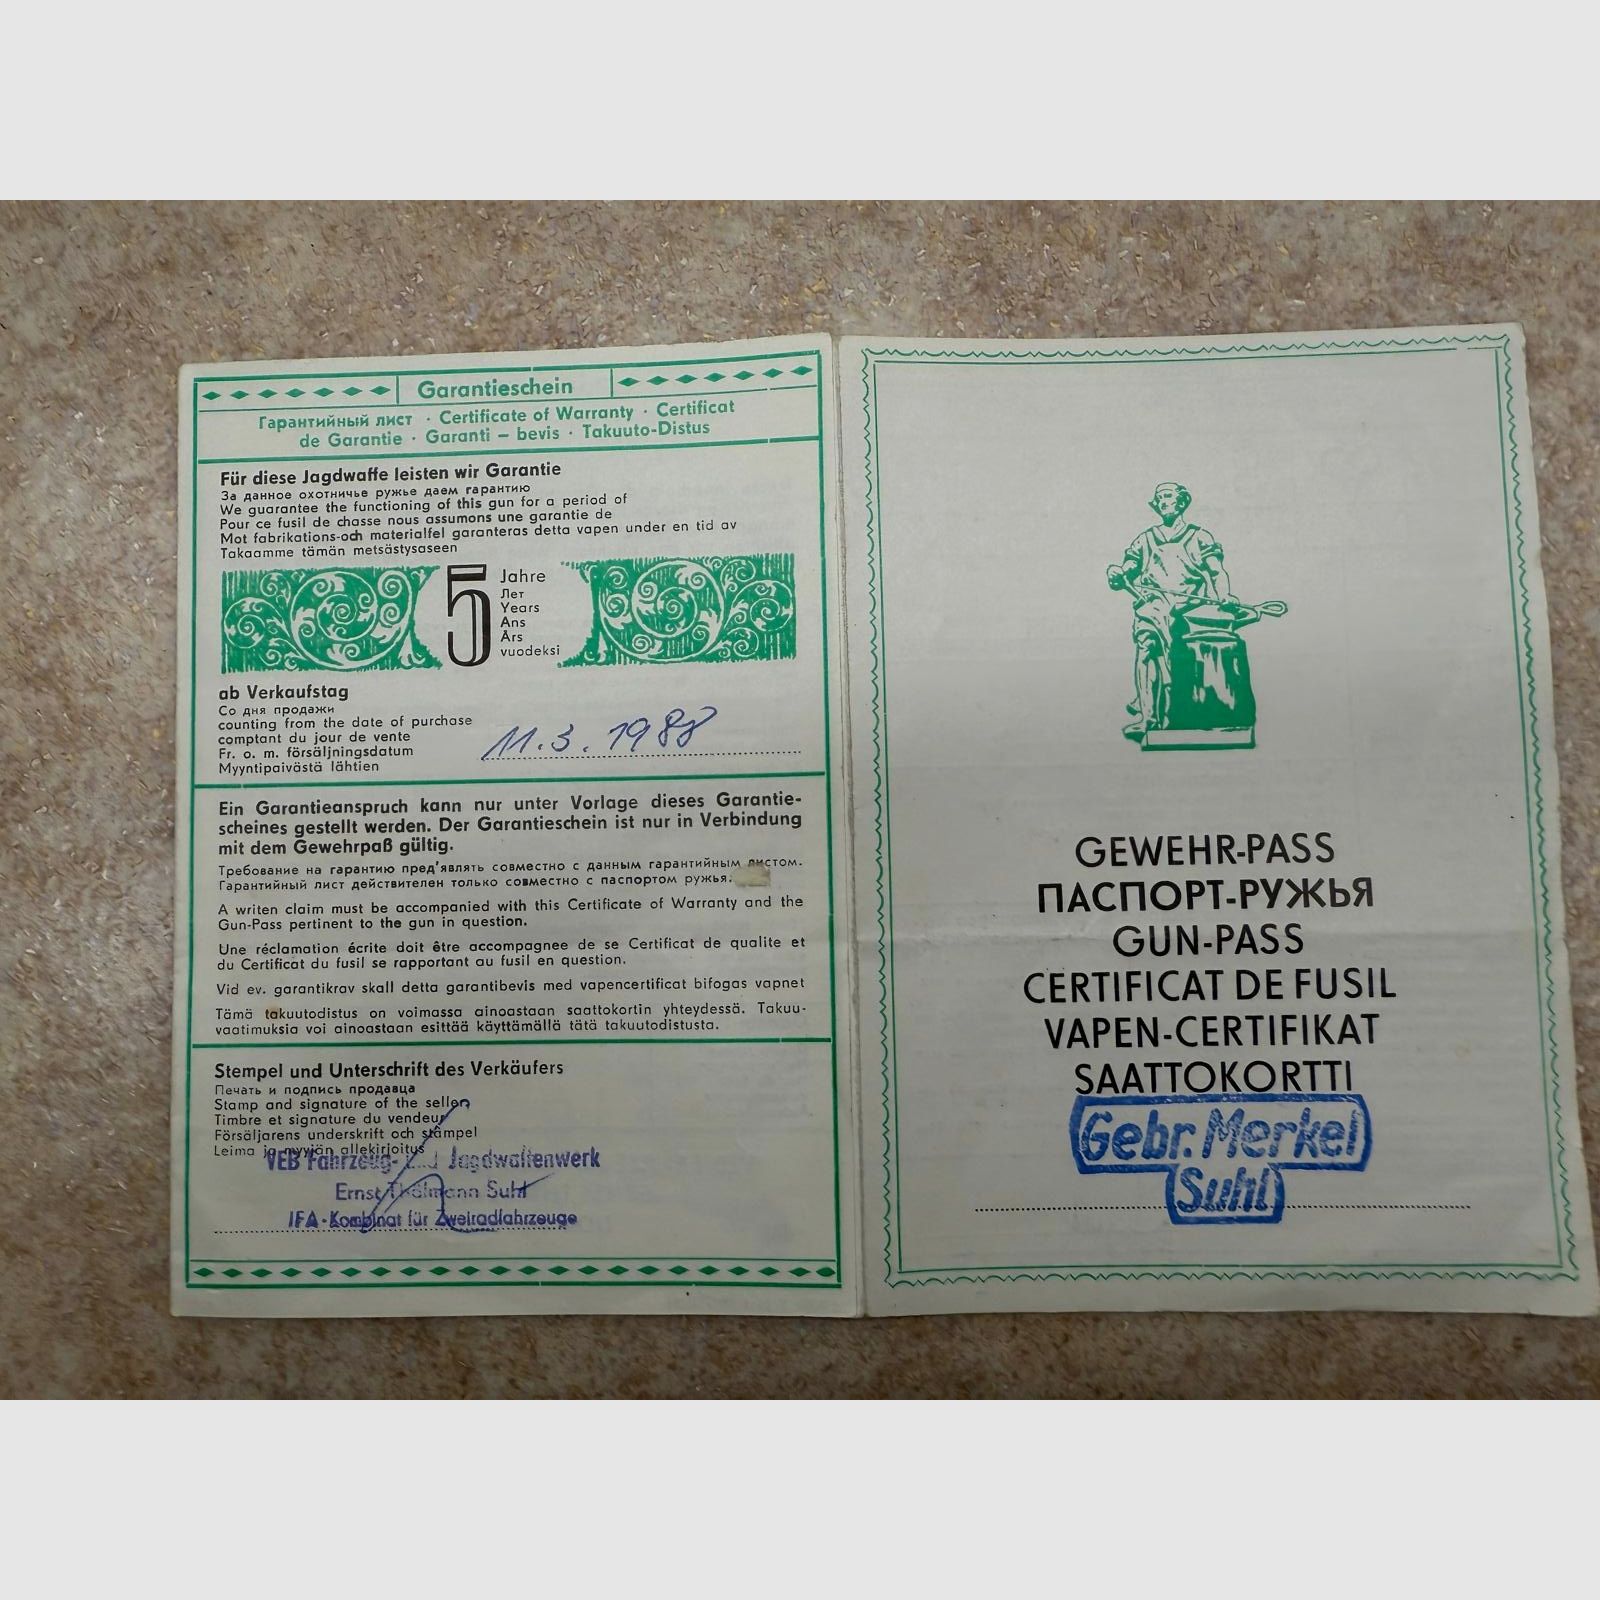 Garantieschein
Гарантийный лист · Certificate of Warranty · Certificat
de Garantie · Garanti – bevis · Takuuto-Distus
Für diese Jagdwaffe leisten wir Garantie
За данное охотничье ружье даем гарантию
We guarantee the functioning of this gun for a period of
Pour ce fusil de chasse nous assumons une garantie de
Mot fabrikations-och materialfel garanteras detta vapen under en tid av
Takaamme tämän metsästysaseen
5 Jahre
Лет
Years
Ans
Års
vuodeksi
ab Verkaufstag
Со дня продажи
counting from the date of purchase
comptant du jour de vente
Fr. o. m. försäljningsdatum
Myyntipaivästä lähtien
11.3.1988
Ein Garantieanspruch kann nur unter Vorlage dieses Garantie-
scheines gestellt werden. Der Garantieschein ist nur in Verbindung
mit dem Gewehrpaß gültig.
Требование на гарантию пред'являть совместно с данным гарантийным листом.
Гарантийный лист действителен только совместно с паспортом ружья.
A writen claim must be accompanied with this Certificate of Warranty and the
Gun-Pass pertinent to the gun in question.
Une réclamation écrite doit être accompagnee de se Certificat de qualite et
du Certificat du fusil se rapportant au fusil en question.
Vid ev. garantikrav skall detta garantibevis med vapencertificat bifogas vapnet
Tämä takuutodistus on voimassa ainoastaan saattokortin yhteydessä. Takuu-
vaatimuksia voi ainoastaan esittää käyttämällä tätä takuutodistusta.
Stempel und Unterschrift des Verkäufers
Печать и подпись продавца
Stamp and signature of the seller
Timbre et signature du vendeur
Försäljarens underskrift och stämpel
Leima ja myyjän allekirjoitus
VEB Fahrzeug- und Jagdwaffenwerk
Ernst Thälmann Suhl
IFA-Kombinat für Zweiradfahrzeuge
GEWEHR-PASS
ПАСПОРТ-РУЖЬЯ
GUN-PASS
CERTIFICAT DE FUSIL
VAPEN-CERTIFIKAT
SAATTOKORTTI
Gebr. Merkel
Suhl